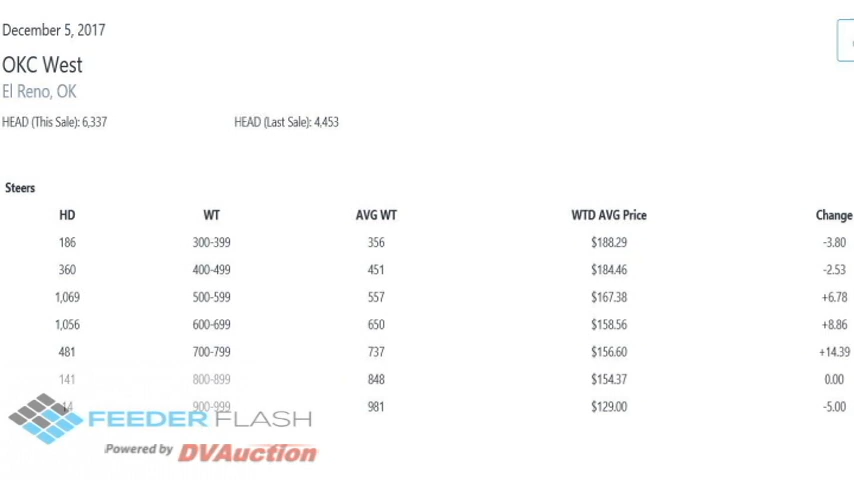 December 5, 2017
OKC West
El Reno, OK
HEAD (This Sale): 6,337 HEAD (Last Sale): 4,453
Steers
HD WT AVG WT WTD AVG Price Change
186 300-399 356 $188.29 -3.80
360 400-499 451 $184.46 -2.53
1,069 500-599 557 $167.38 +6.78
1,056 600-699 650 $158.56 +8.86
481 700-799 737 $156.60 +14.39
141 800-899 848 $154.37 0.00
14 900-999 981 $129.00 -5.00
FEEDER FLASH
Powered by DVAuction